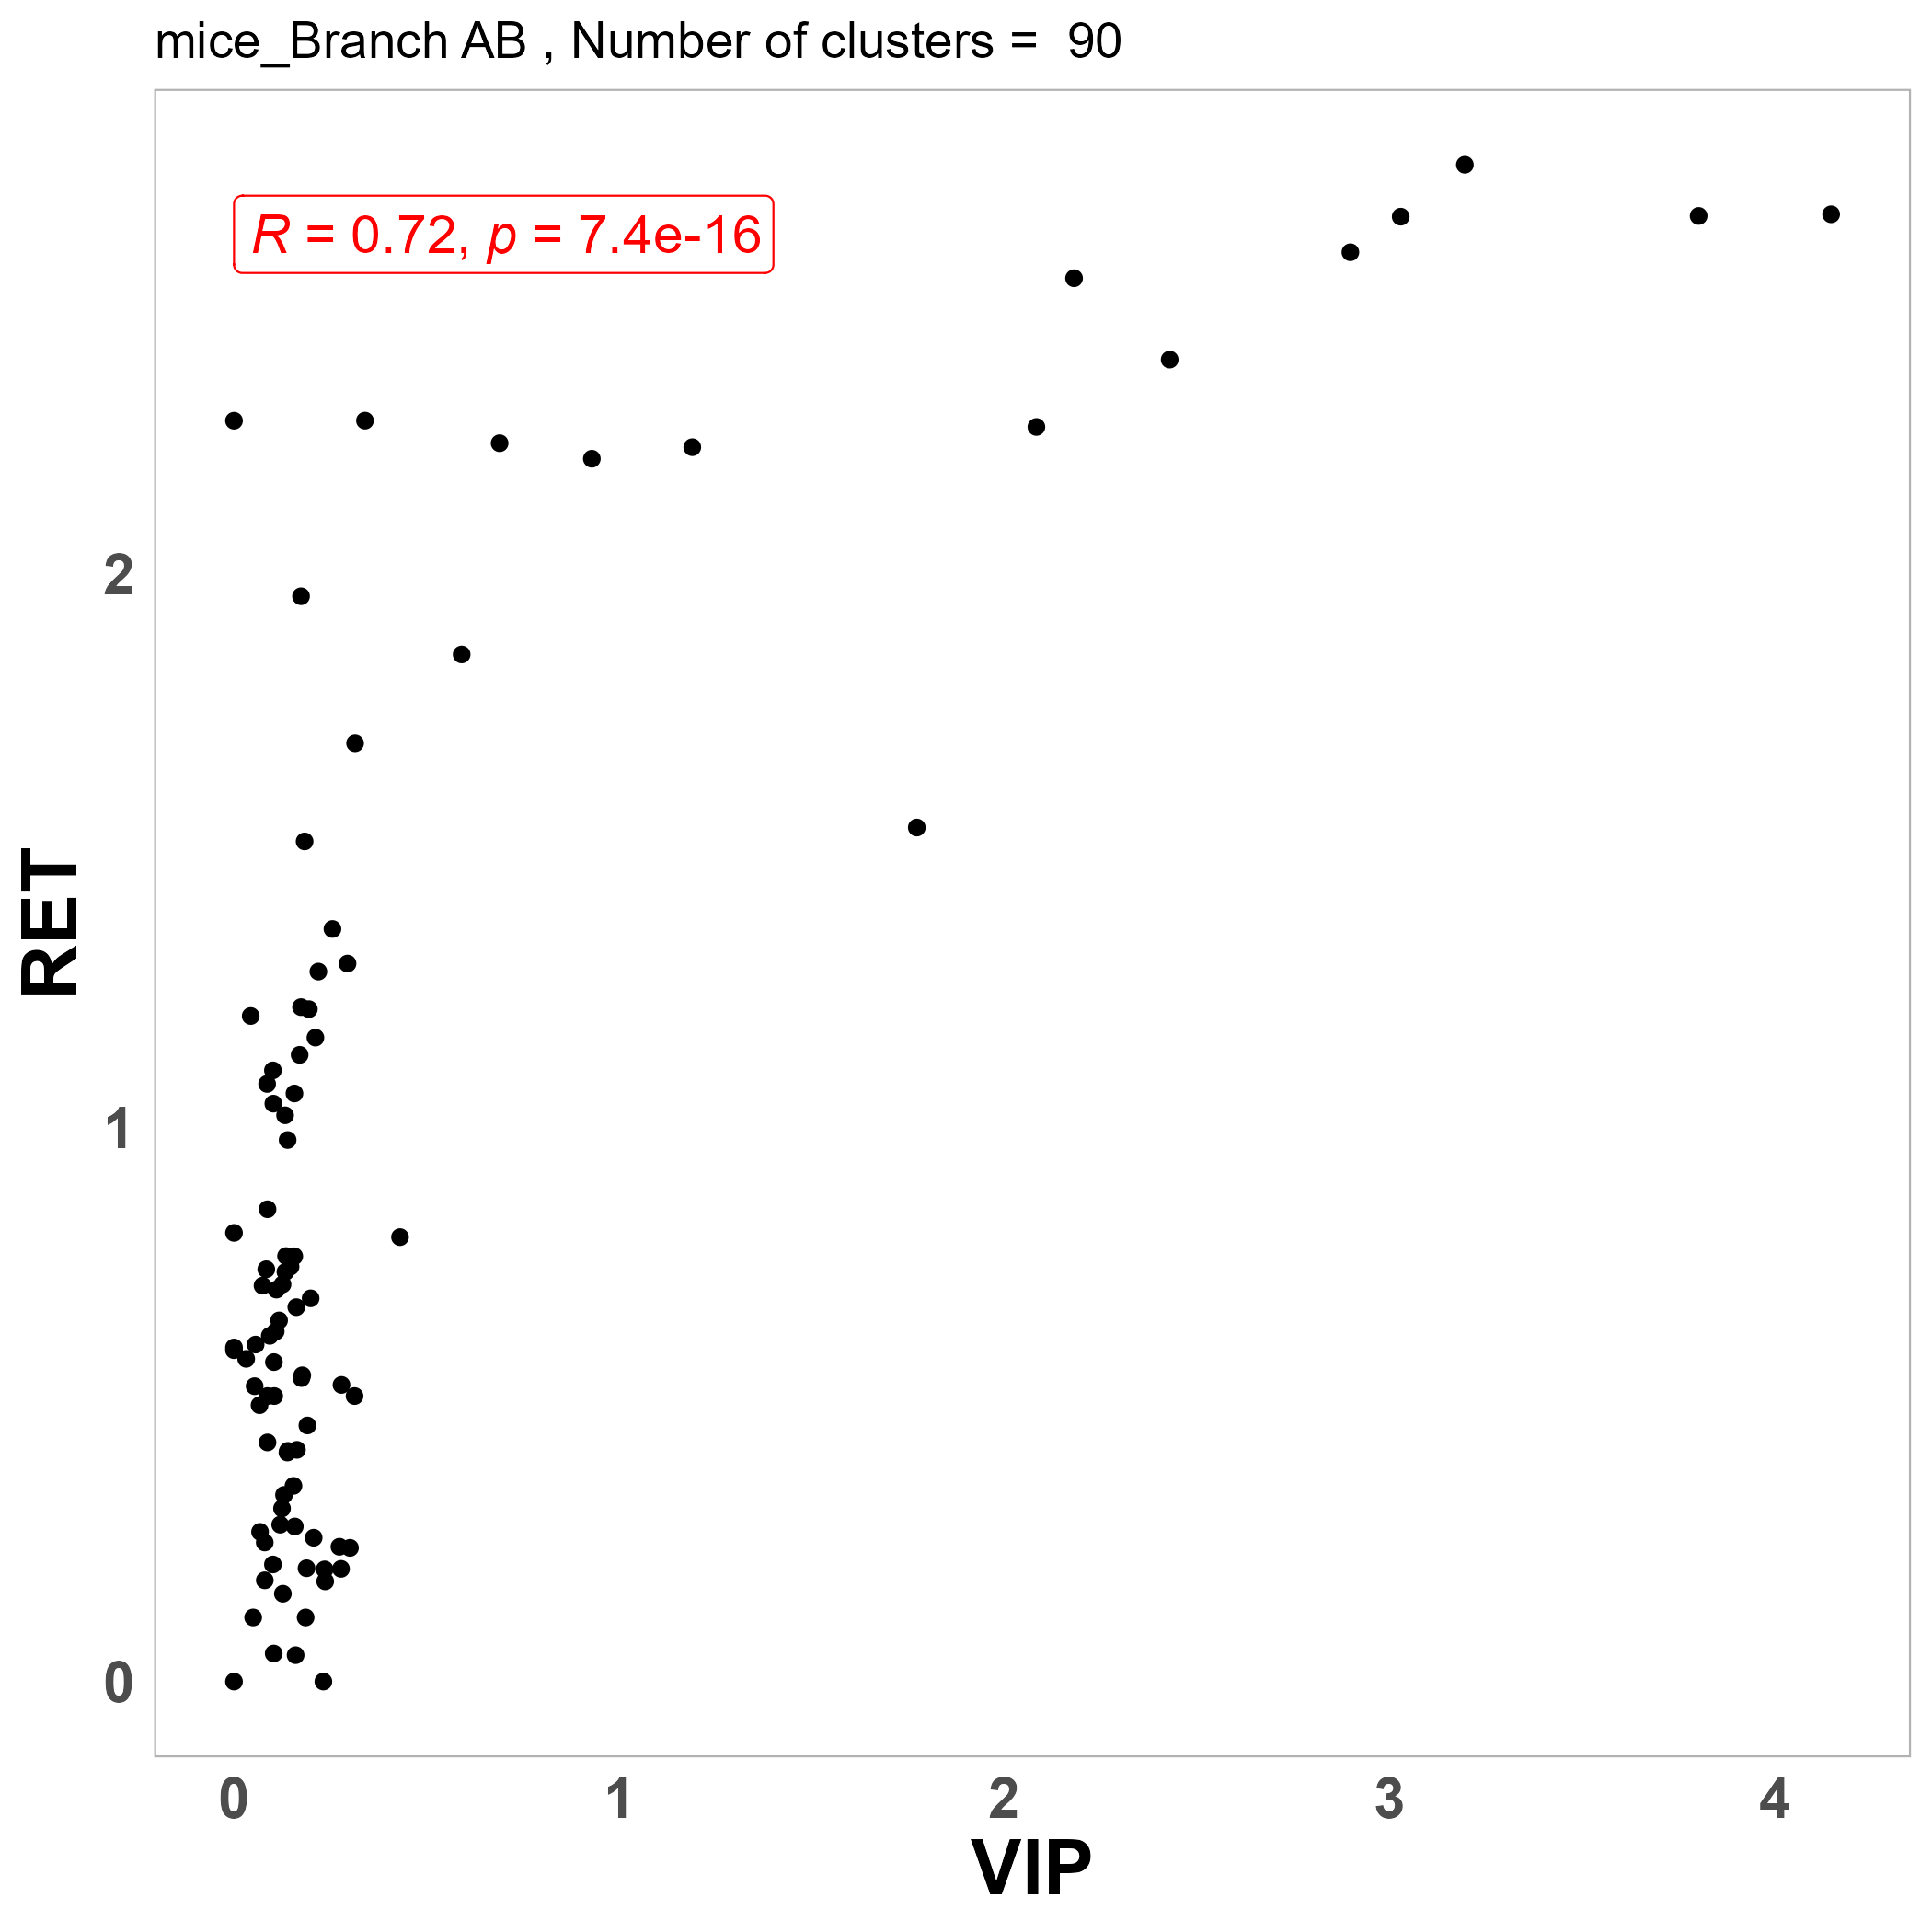 mice_Branch AB , Number of clusters =  90
R = 0.72, p = 7.4e-16
2
1
0
RET
0 1 2 3 4
VIP